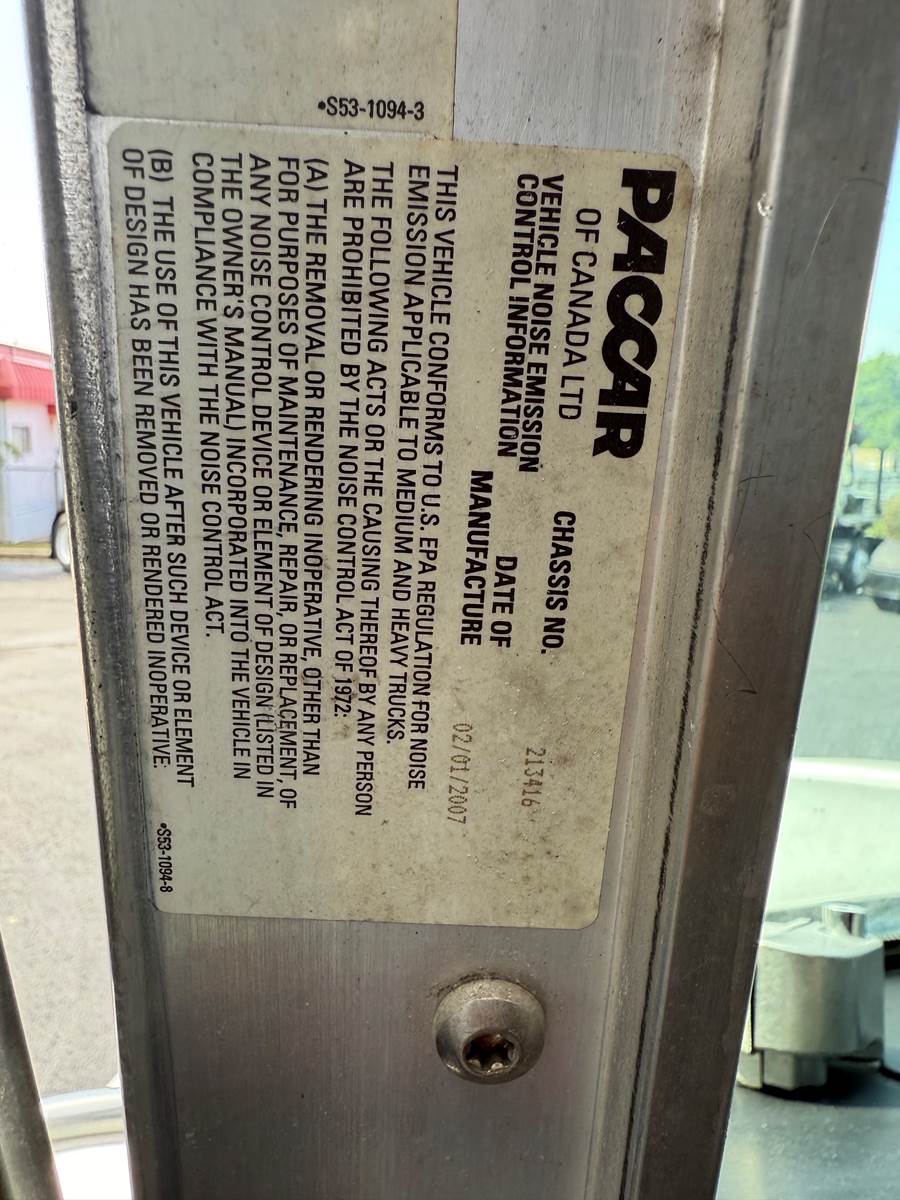 •S53-1094-3
PACCAR
OF CANADA LTD
VEHICLE NOISE EMISSION
CONTROL INFORMATION
CHASSIS NO. 213416
DATE OF
MANUFACTURE 02/01/2007
THIS VEHICLE CONFORMS TO U.S. EPA REGULATION FOR NOISE
EMISSION APPLICABLE TO MEDIUM AND HEAVY TRUCKS.
THE FOLLOWING ACTS OR THE CAUSING THEREOF BY ANY PERSON
ARE PROHIBITED BY THE NOISE CONTROL ACT OF 1972:
(A) THE REMOVAL OR RENDERING INOPERATIVE, OTHER THAN
FOR PURPOSES OF MAINTENANCE, REPAIR, OR REPLACEMENT, OF
ANY NOISE CONTROL DEVICE OR ELEMENT OF DESIGN (LISTED IN
THE OWNER'S MANUAL) INCORPORATED INTO THE VEHICLE IN
COMPLIANCE WITH THE NOISE CONTROL ACT.
(B) THE USE OF THIS VEHICLE AFTER SUCH DEVICE OR ELEMENT
OF DESIGN HAS BEEN REMOVED OR RENDERED INOPERATIVE.
•S53-1094-8